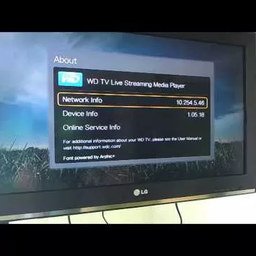 About
WD WD TV Live Streaming Media Player
Network Info 10.254.5.46
Device Info 1.05.18
Online Service Info
For additional information about your WD TV, please see the User Manual or
visit http://support.wdc.com/
Font powered by Arphic®
LG